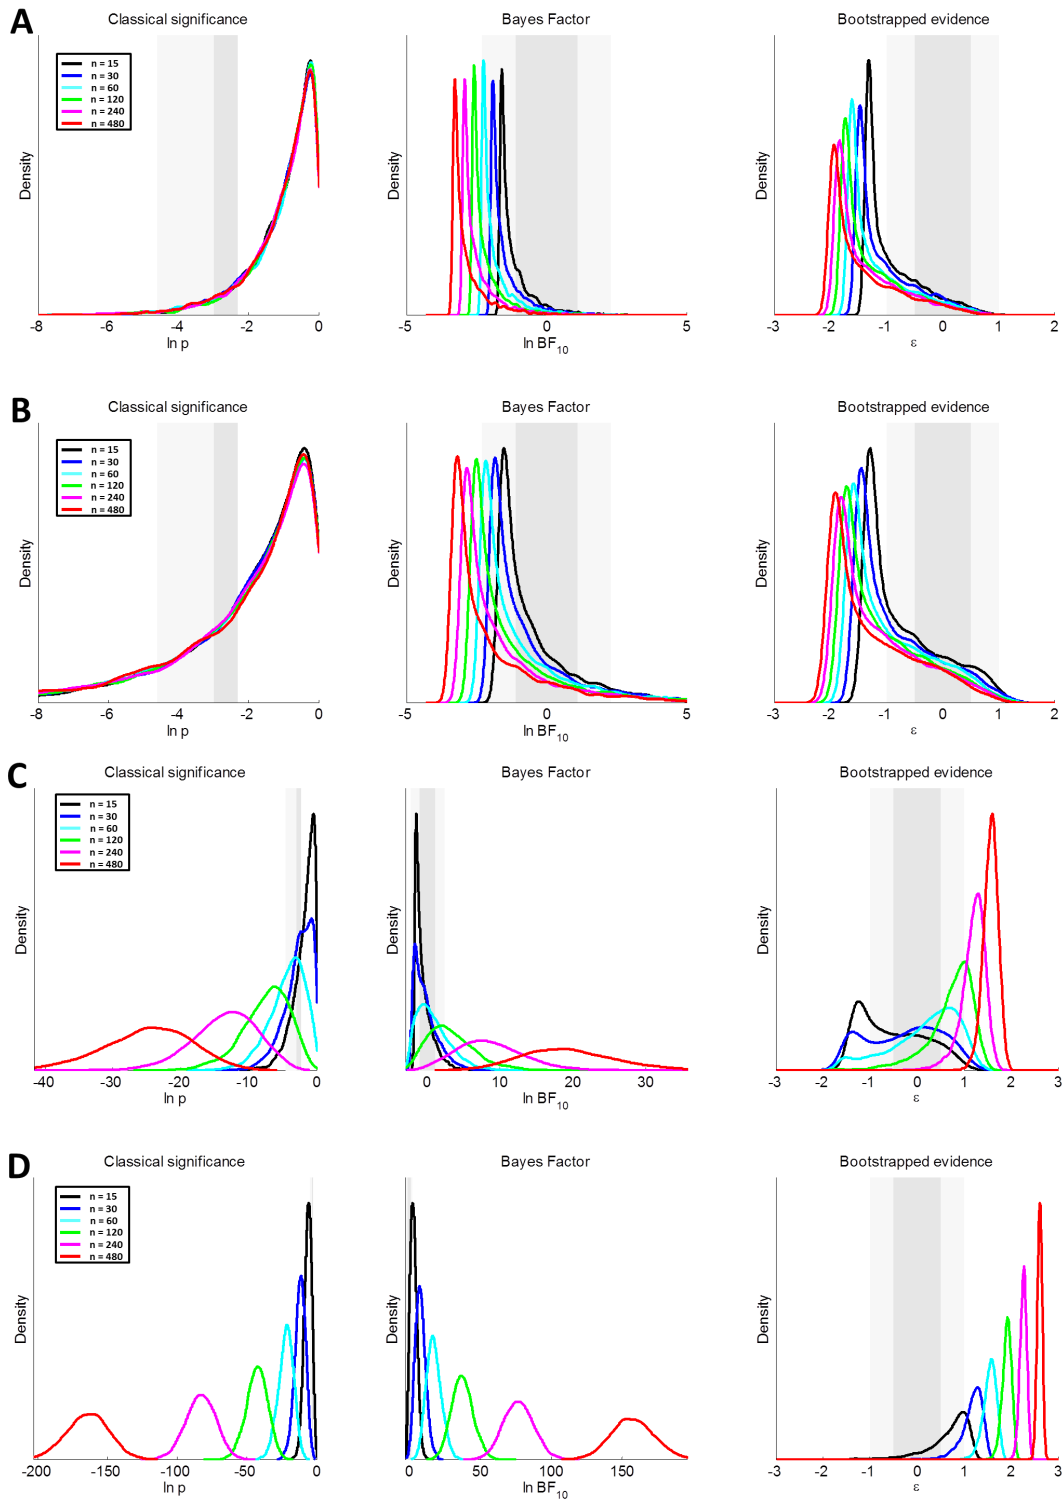 A
Classical significance
Bayes Factor
Bootstrapped evidence
n = 15
n = 30
n = 60
n = 120
n = 240
n = 480
Density
Density
Density
-8 -6 -4 -2 0
-5 0 5
-3 -2 -1 0 1 2
ln p
ln BF10
ε
B
Classical significance
Bayes Factor
Bootstrapped evidence
n = 15
n = 30
n = 60
n = 120
n = 240
n = 480
Density
Density
Density
-8 -6 -4 -2 0
-5 0 5
-3 -2 -1 0 1 2
ln p
ln BF10
ε
C
Classical significance
Bayes Factor
Bootstrapped evidence
n = 15
n = 30
n = 60
n = 120
n = 240
n = 480
Density
Density
Density
-40 -30 -20 -10 0
0 10 20 30
-3 -2 -1 0 1 2 3
ln p
ln BF10
ε
D
Classical significance
Bayes Factor
Bootstrapped evidence
n = 15
n = 30
n = 60
n = 120
n = 240
n = 480
Density
Density
Density
-200 -150 -100 -50 0
0 50 100 150
-3 -2 -1 0 1 2 3
ln p
ln BF10
ε